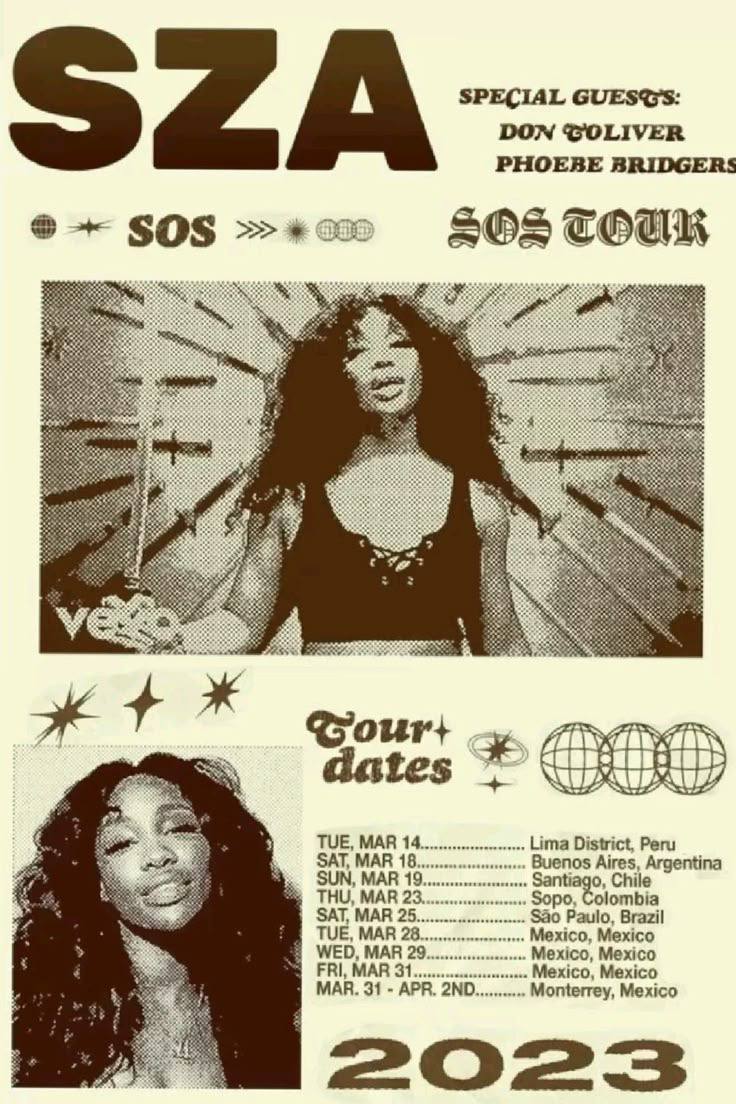 SZA
SPECIAL GUESTS:
DON TOLIVER
PHOEBE BRIDGERS
SOS >>>
SOS TOUR
vevo
Tour
dates
TUE, MAR 14....................... Lima District, Peru
SAT, MAR 18........................ Buenos Aires, Argentina
SUN, MAR 19....................... Santiago, Chile
THU, MAR 23....................... Sopo, Colombia
SAT, MAR 25........................ São Paulo, Brazil
TUE, MAR 28....................... Mexico, Mexico
WED, MAR 29..................... Mexico, Mexico
FRI, MAR 31......................... Mexico, Mexico
MAR. 31 - APR. 2ND........... Monterrey, Mexico
2023